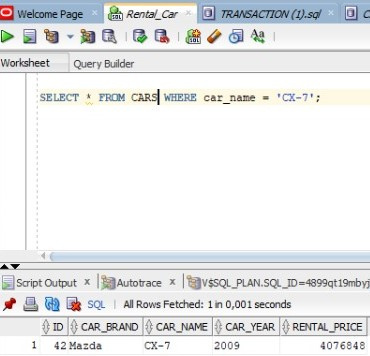 Welcome Page
Rental_Car
TRANSACTION (1).sql
Worksheet
Query Builder
SELECT * FROM CARS WHERE car_name = 'CX-7';
Script Output
Autotrace
V$SQL_PLAN.SQL_ID=4899qt19mbyj
SQL
All Rows Fetched: 1 in 0,001 seconds
ID CAR_BRAND CAR_NAME CAR_YEAR RENTAL_PRICE
1 42 Mazda CX-7 2009 4076848